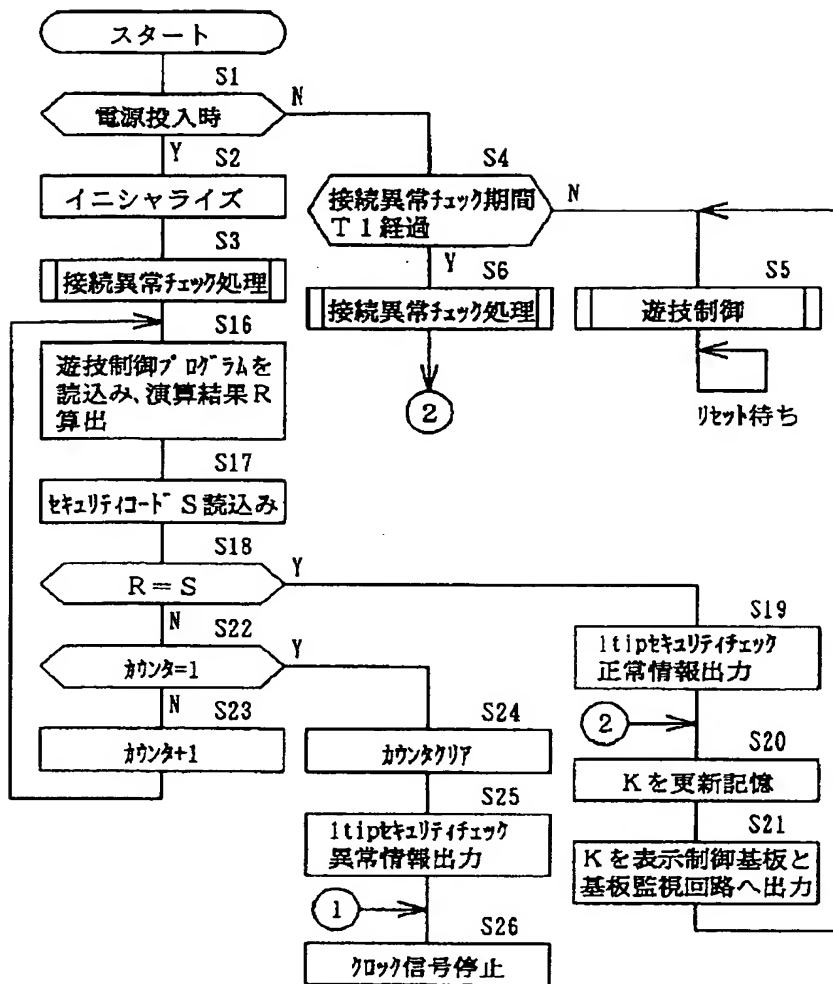 スタート
S1
電源投入時
N
Y
S2
イニシャライズ
S3
接続異常チェック処理
S4
接続異常チェック期間
T1経過
N
Y
S6
接続異常チェック処理
②
S5
遊技制御
リセット待ち
S16
遊技制御プログラムを
読込み、演算結果R
算出
S17
セキュリティコードS読込み
S18
R=S
Y
N
S22
カウンタ=1
Y
N
S23
カウンタ+1
S24
カウンタクリア
S25
1tipセキュリティチェック
異常情報出力
①
S26
クロック信号停止
S19
1tipセキュリティチェック
正常情報出力
②
S20
Kを更新記憶
S21
Kを表示制御基板と
基板監視回路へ出力